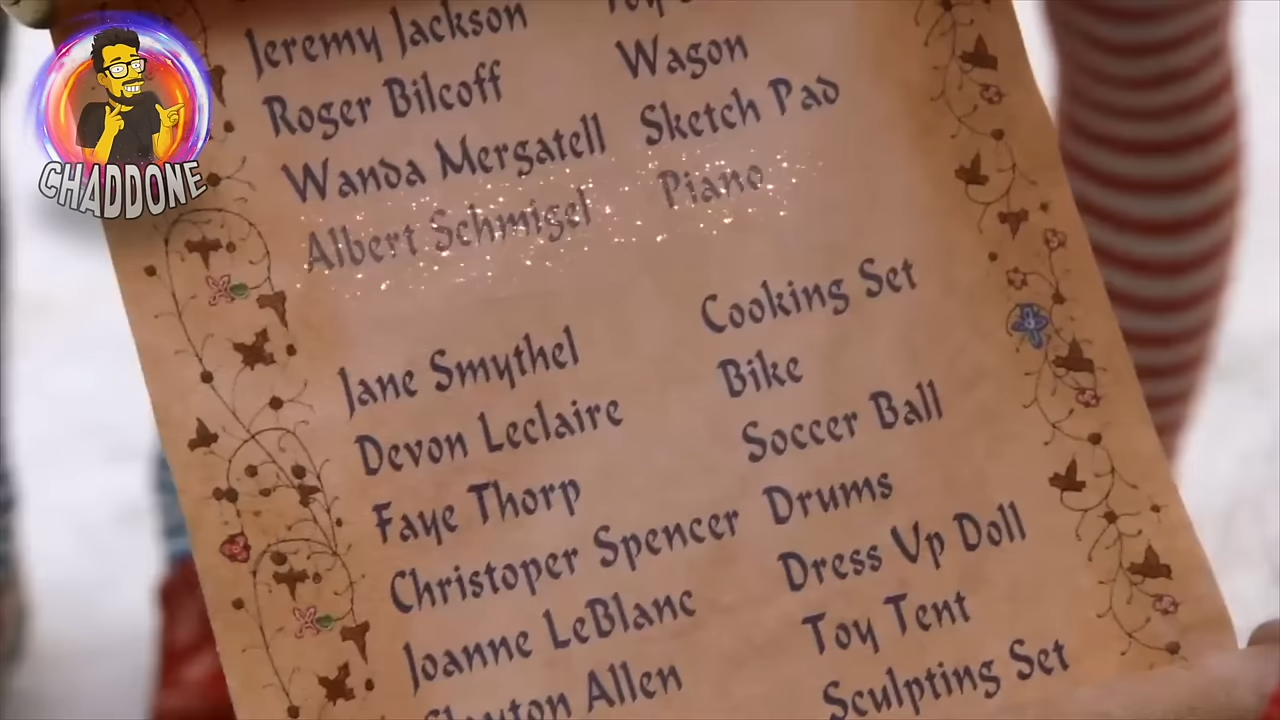 CHADDONE
Jeremy Jackson
Roger Bilcoff Wagon
Wanda Mergatell Sketch Pad
Albert Schmigel Piano
Jane Smythel Cooking Set
Devon Leclaire Bike
Faye Thorp Soccer Ball
Christoper Spencer Drums
Joanne LeBlanc Dress Up Doll
Allen Toy Tent
Sculpting Set